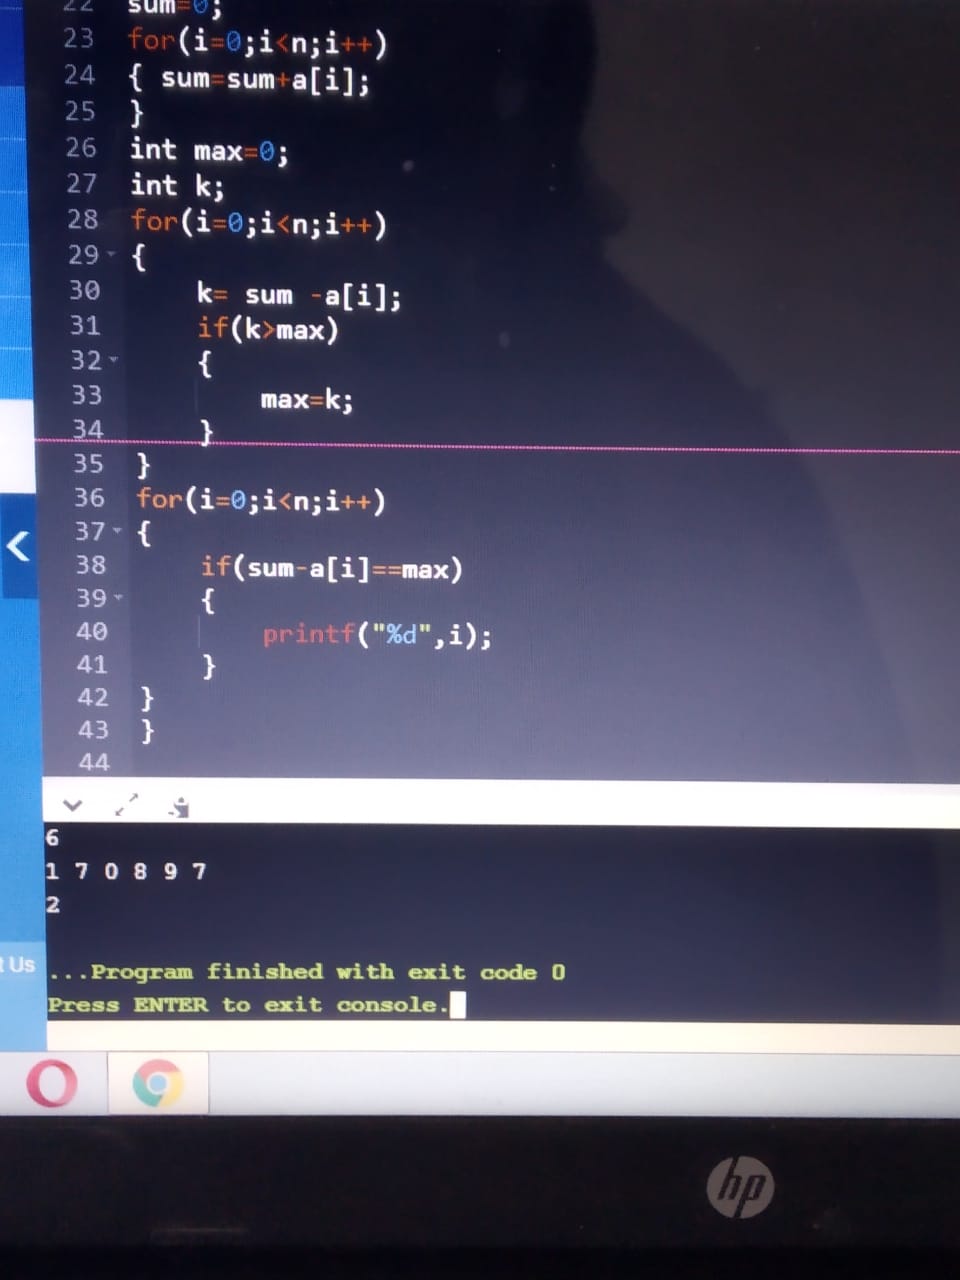 22 sum=0;
23 for(i=0;i<n;i++)
24 { sum=sum+a[i];
25 }
26 int max=0;
27 int k;
28 for(i=0;i<n;i++)
29 {
30 k= sum -a[i];
31 if(k>max)
32 {
33 max=k;
34 }
35 }
36 for(i=0;i<n;i++)
37 {
38 if(sum-a[i]==max)
39 {
40 printf("%d",i);
41 }
42 }
43 }
44
6
1 7 0 8 9 7
2
t Us
...Program finished with exit code 0
Press ENTER to exit console.
hp